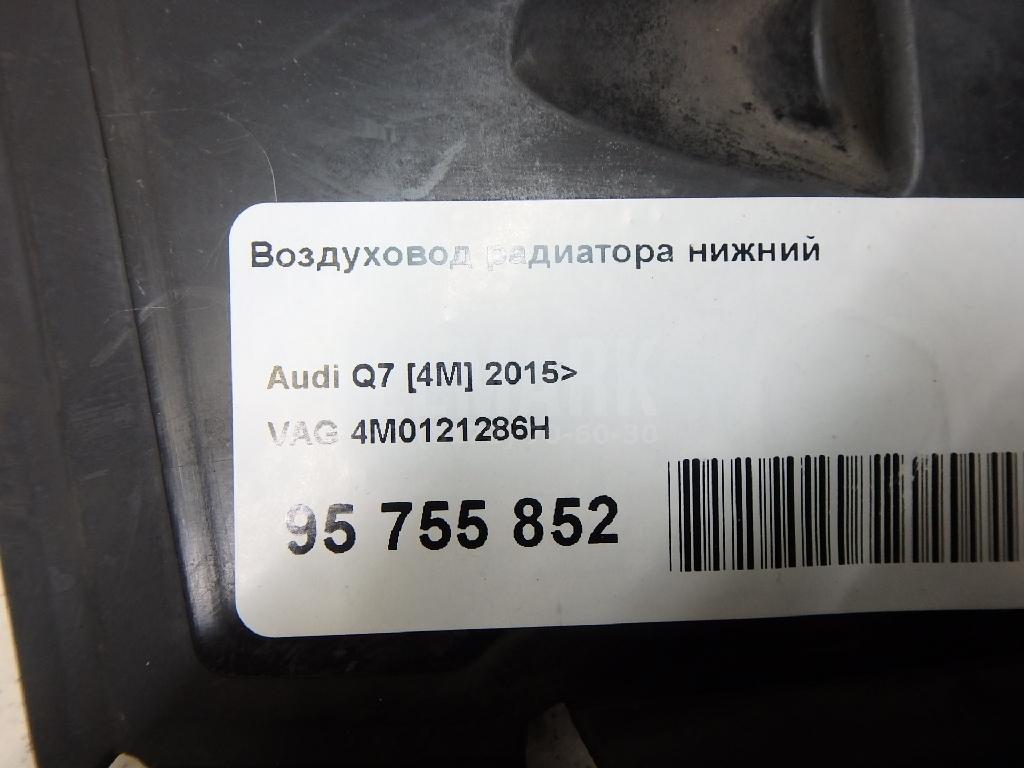 Воздуховод радиатора нижний
Audi Q7 [4M] 2015>
VAG 4M0121286H
95 755 852